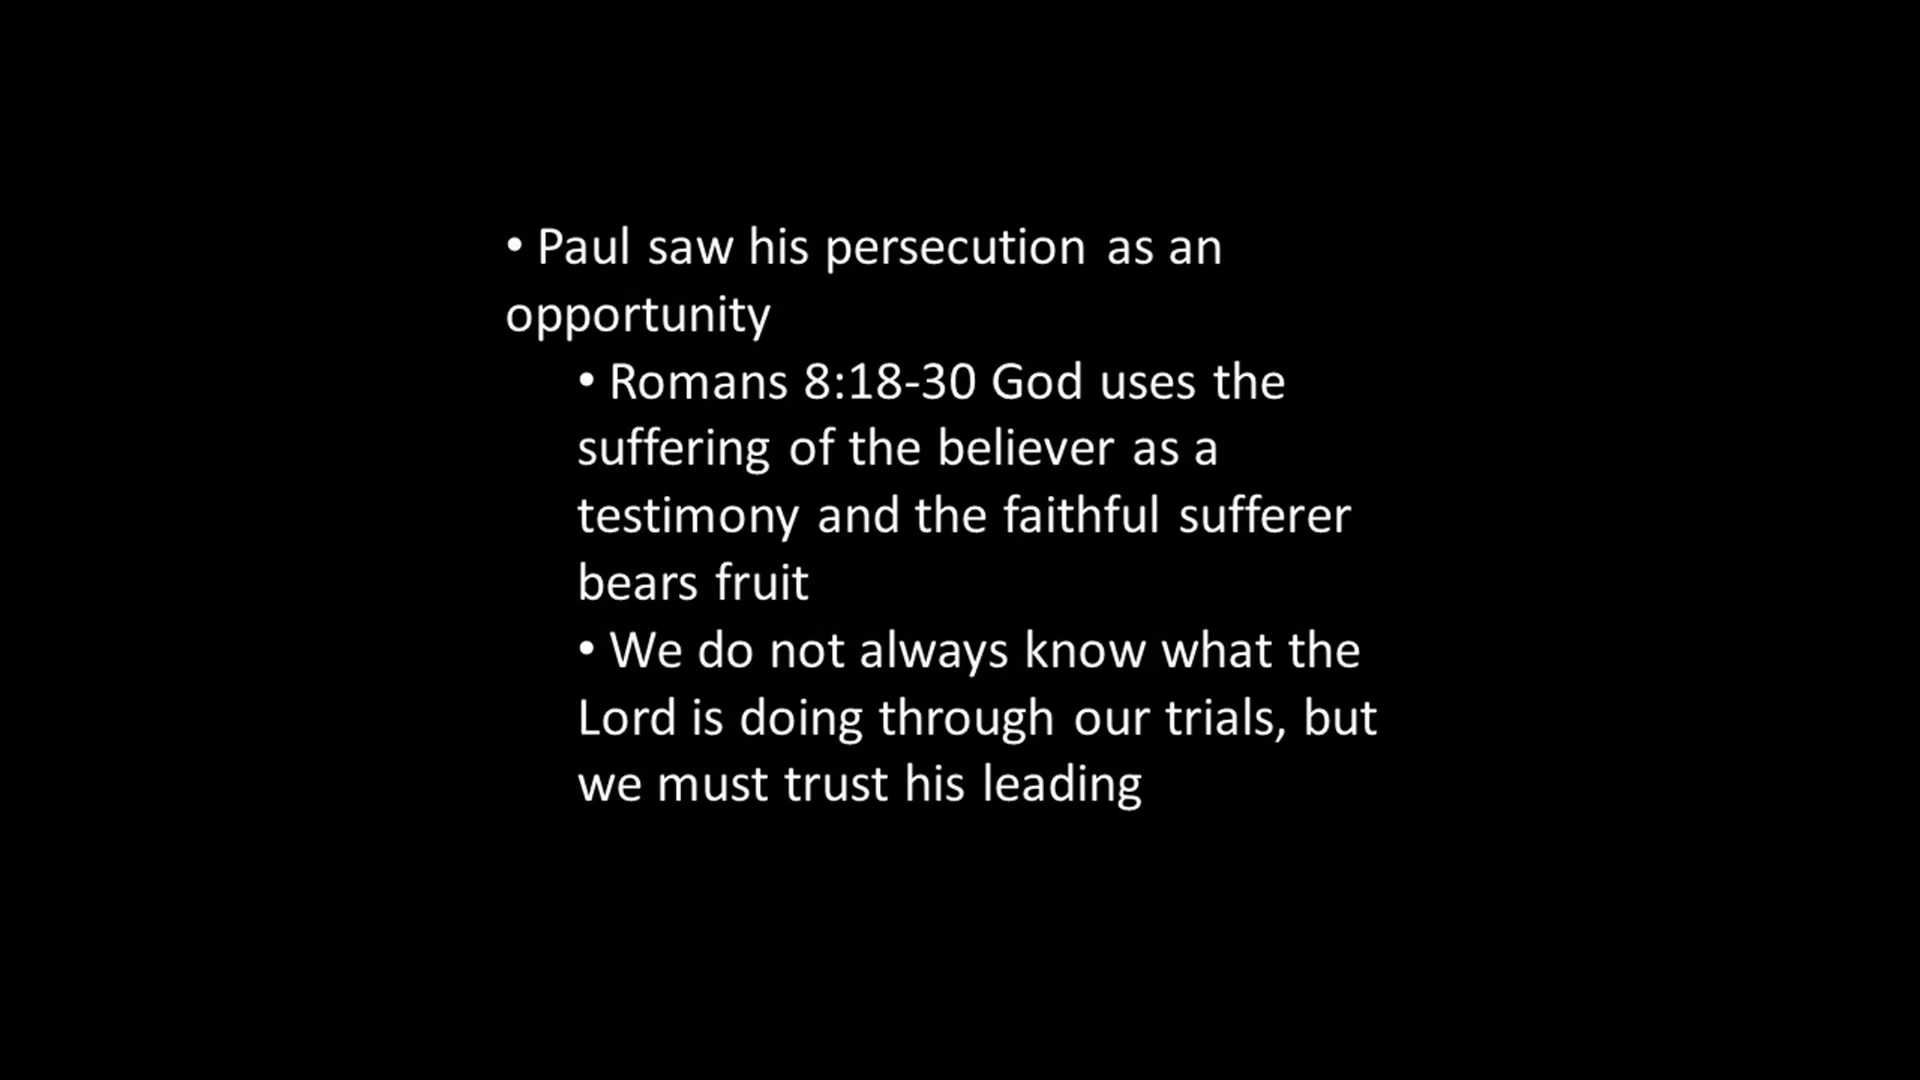 • Paul saw his persecution as an
opportunity
• Romans 8:18-30 God uses the
suffering of the believer as a
testimony and the faithful sufferer
bears fruit
• We do not always know what the
Lord is doing through our trials, but
we must trust his leading